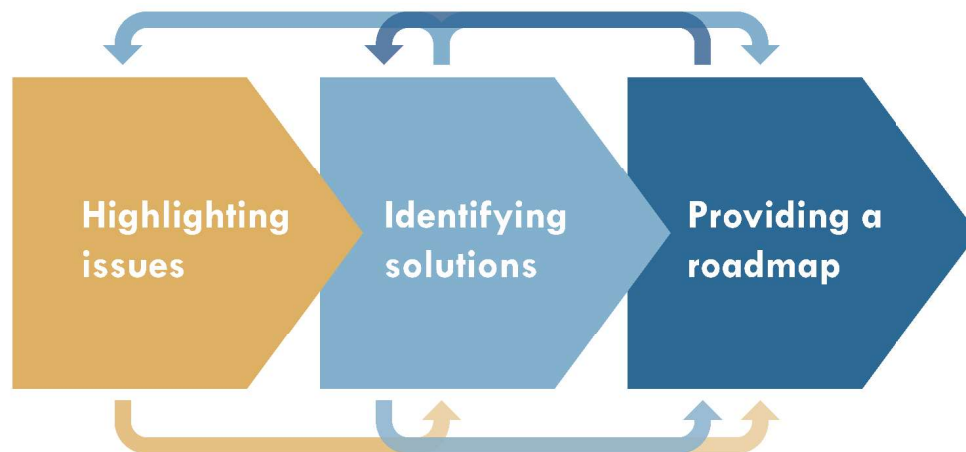 Highlighting
issues
Identifying
solutions
Providing a
roadmap